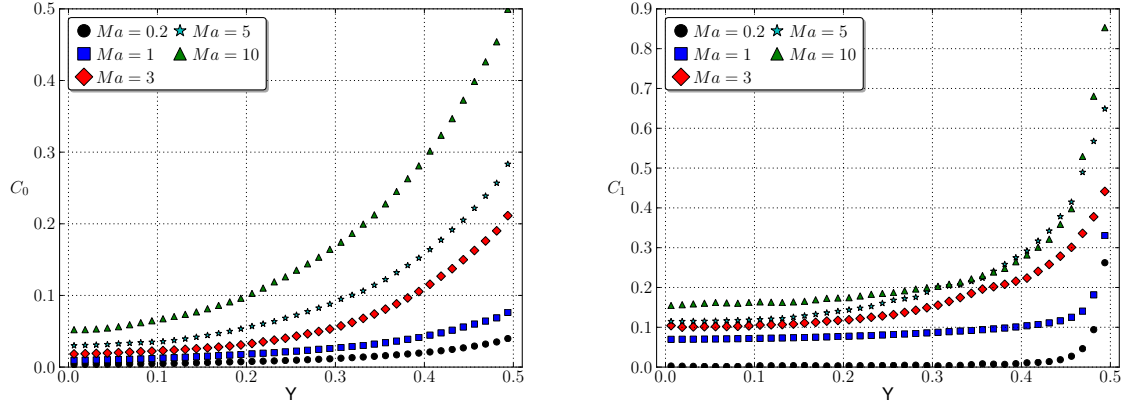 0.5
0.4
0.3
0.2
0.1
0.0
C₀
Ma = 0.2
Ma = 1
Ma = 3
Ma = 5
Ma = 10
0.0 0.1 0.2 0.3 0.4 0.5
Y
0.9
0.8
0.7
0.6
0.5
0.4
0.3
0.2
0.1
0.0
C₁
Ma = 0.2
Ma = 1
Ma = 3
Ma = 5
Ma = 10
0.0 0.1 0.2 0.3 0.4 0.5
Y